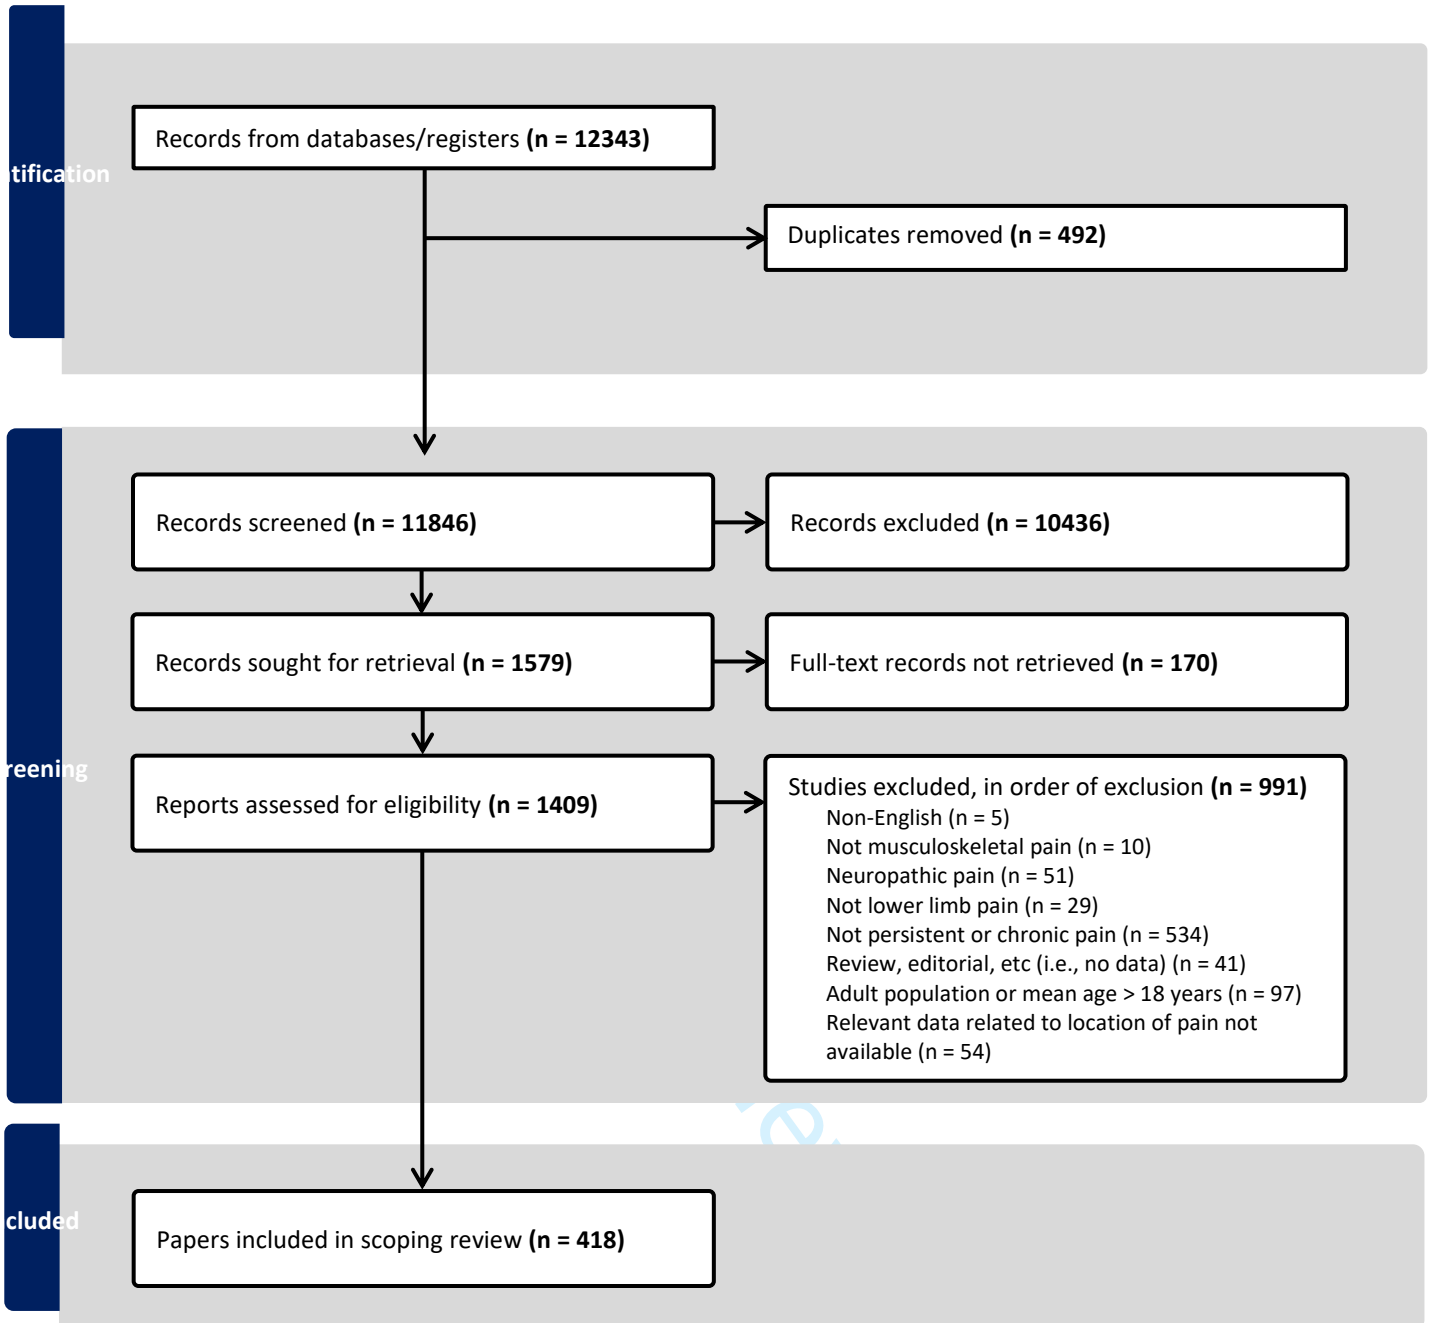 Records from databases/registers (n = 12343)
tification
Duplicates removed (n = 492)
Records screened (n = 11846)
Records excluded (n = 10436)
Records sought for retrieval (n = 1579)
Full-text records not retrieved (n = 170)
reening
Reports assessed for eligibility (n = 1409)
Studies excluded, in order of exclusion (n = 991)
Non-English (n = 5)
Not musculoskeletal pain (n = 10)
Neuropathic pain (n = 51)
Not lower limb pain (n = 29)
Not persistent or chronic pain (n = 534)
Review, editorial, etc (i.e., no data) (n = 41)
Adult population or mean age > 18 years (n = 97)
Relevant data related to location of pain not
available (n = 54)
cluded
Papers included in scoping review (n = 418)